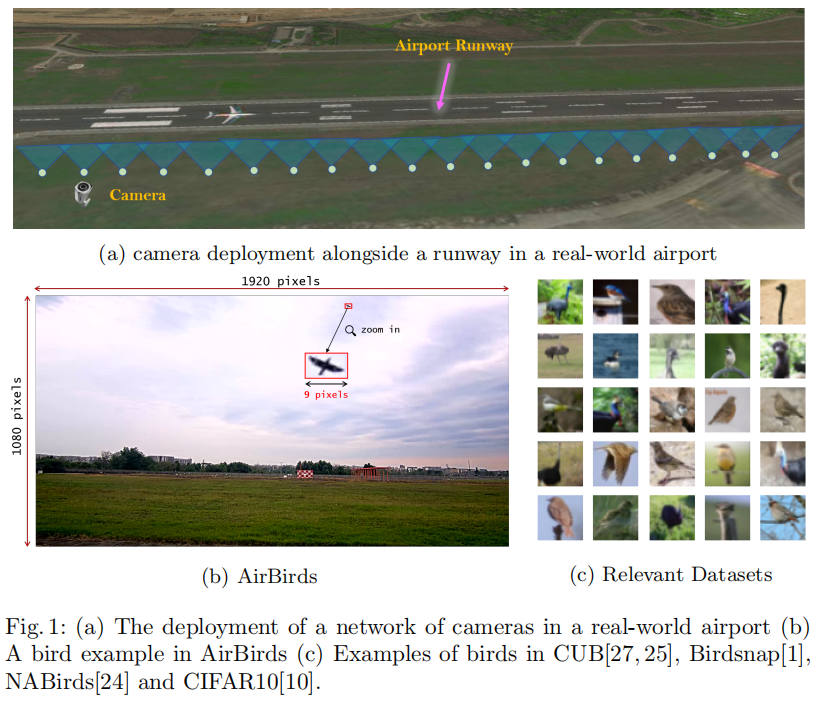 Airport Runway
Camera
(a) camera deployment alongside a runway in a real-world airport
1920 pixels
1080 pixels
zoom in
9 pixels
(b) AirBirds
(c) Relevant Datasets
Fig. 1: (a) The deployment of a network of cameras in a real-world airport (b)
A bird example in AirBirds (c) Examples of birds in CUB[27,25], Birdsnap[1],
NABirds[24] and CIFAR10[10].